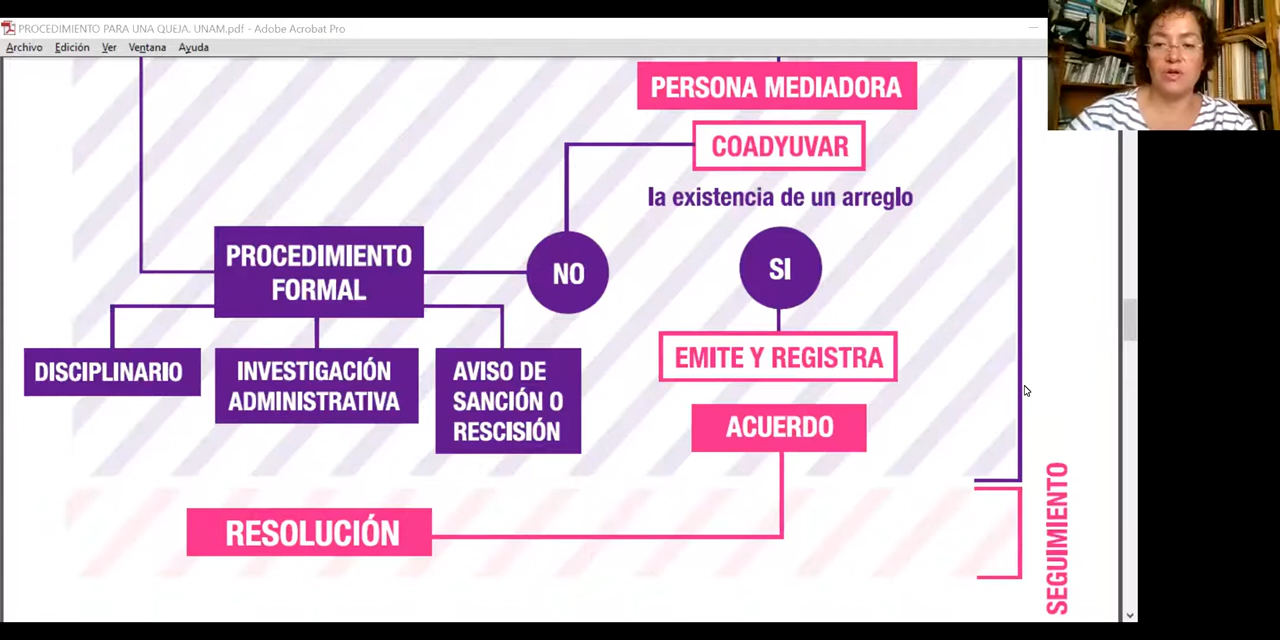 PROCEDIMIENTO PARA UNA QUEJA. UNAM.pdf - Adobe Acrobat Pro
Archivo Edición Ver Ventana Ayuda
PERSONA MEDIADORA
COADYUVAR
la existencia de un arreglo
PROCEDIMIENTO
FORMAL
NO
SI
DISCIPLINARIO
INVESTIGACIÓN
ADMINISTRATIVA
AVISO DE
SANCIÓN O
RESCISIÓN
EMITE Y REGISTRA
ACUERDO
RESOLUCIÓN
SEGUIMIENTO